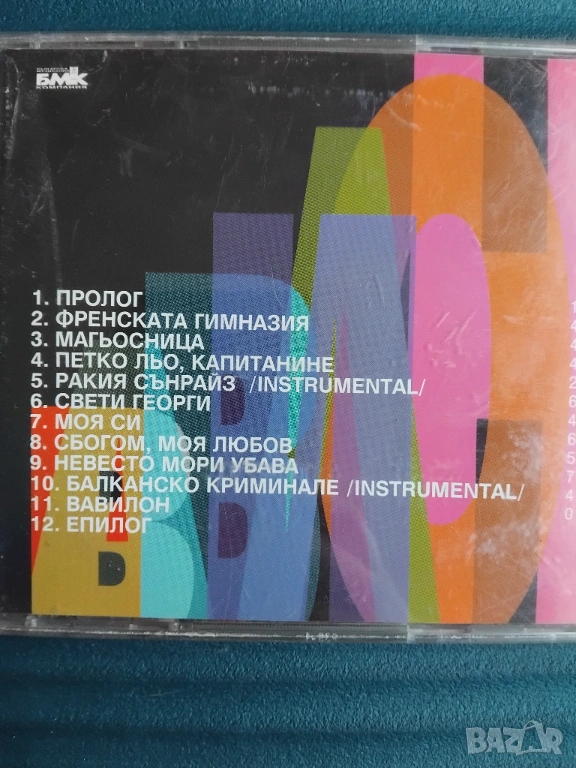 БМК
КОМПАНИЯ
1. ПРОЛОГ
2. ФРЕНСКАТА ГИМНАЗИЯ
3. МАГЬОСНИЦА
4. ПЕТКО ЛЬО, КАПИТАНИНЕ
5. РАКИЯ СЪНРАЙЗ /INSTRUMENTAL/
6. СВЕТИ ГЕОРГИ
7. МОЯ СИ
8. СБОГОМ, МОЯ ЛЮБОВ
9. НЕВЕСТО МОРИ УБАВА
10. БАЛКАНСКО КРИМИНАЛЕ /INSTRUMENTAL/
11. ВАВИЛОН
12. ЕПИЛОГ
BAZAR